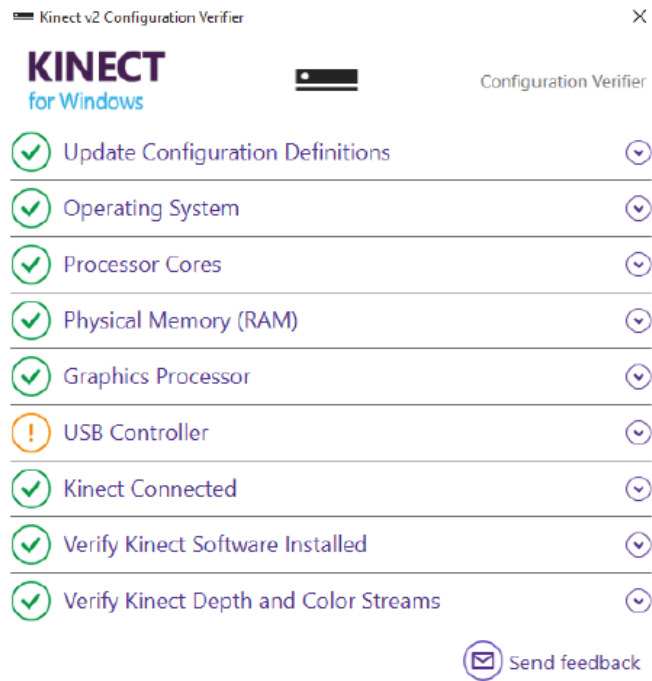 Kinect v2 Configuration Verifier
KINECT
for Windows
Configuration Verifier
Update Configuration Definitions
Operating System
Processor Cores
Physical Memory (RAM)
Graphics Processor
USB Controller
Kinect Connected
Verify Kinect Software Installed
Verify Kinect Depth and Color Streams
Send feedback